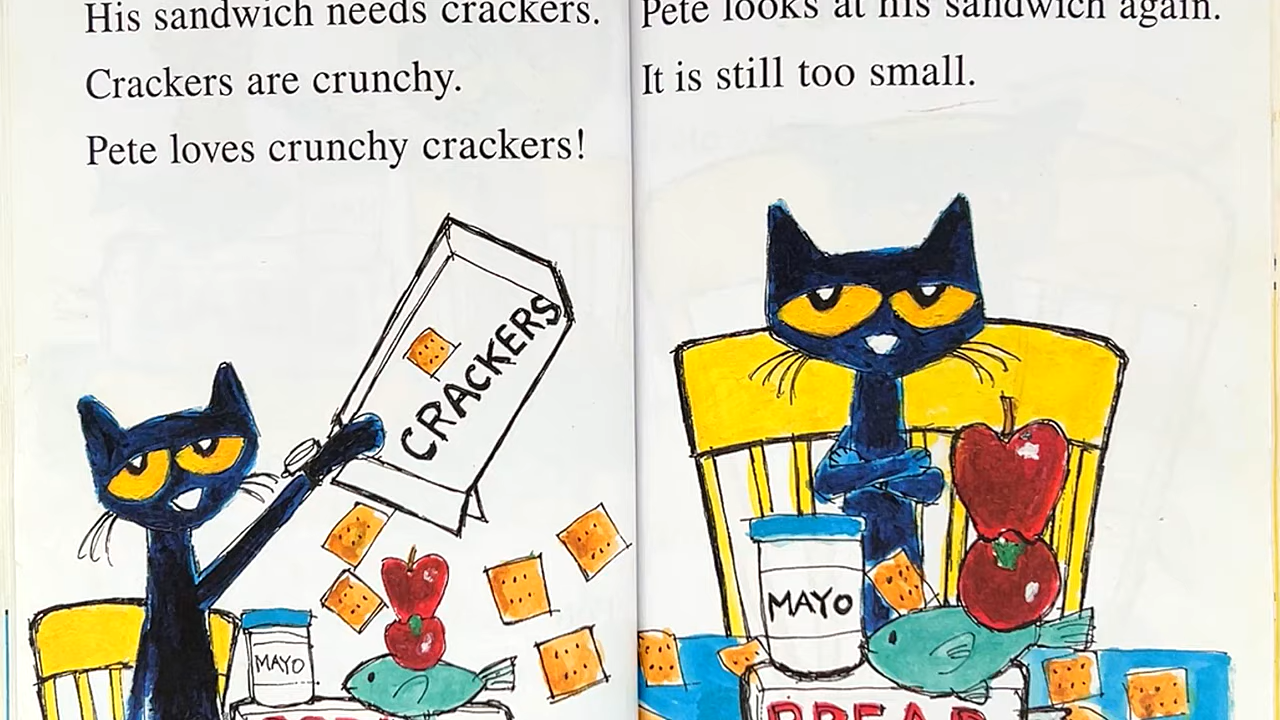 His sandwich needs crackers.
Crackers are crunchy.
Pete loves crunchy crackers!
CRACKERS
MAYO
Pete looks at his sandwich again.
It is still too small.
MAYO
BREAD